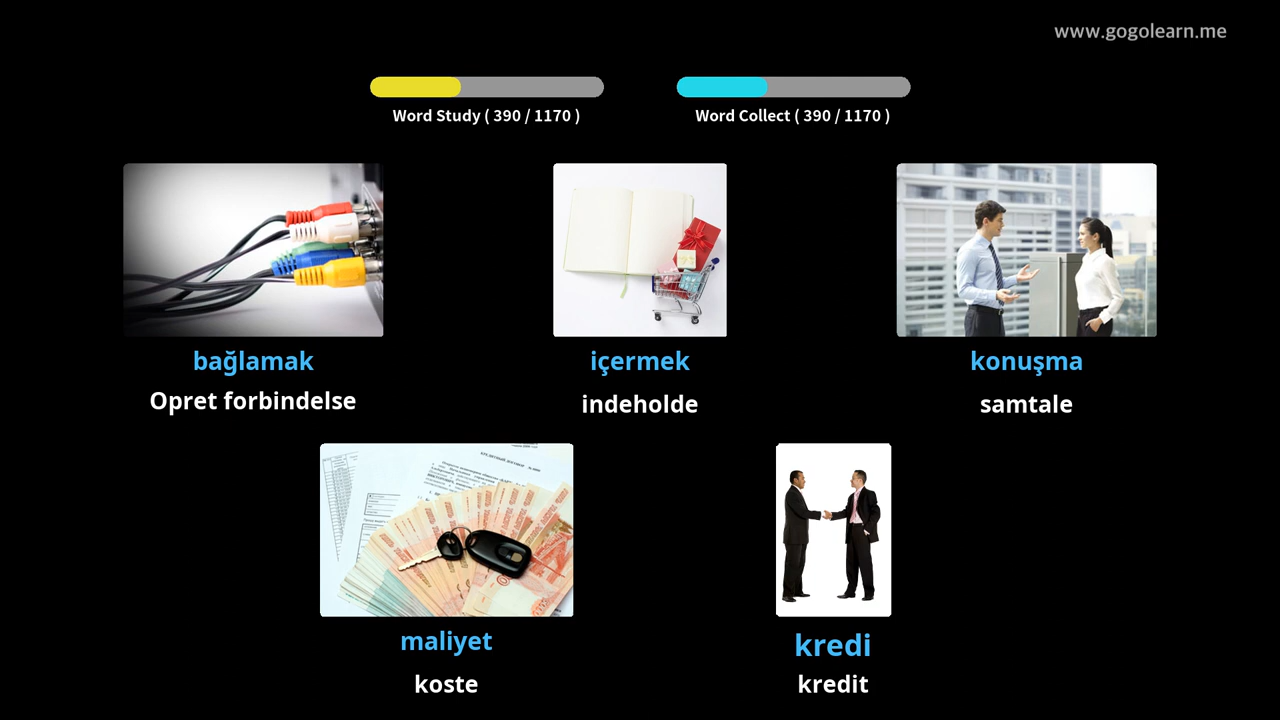 www.gogolearn.me
Word Study ( 390 / 1170 )
Word Collect ( 390 / 1170 )
bağlamak
içermek
konuşma
Opret forbindelse
indeholde
samtale
maliyet
kredi
koste
kredit